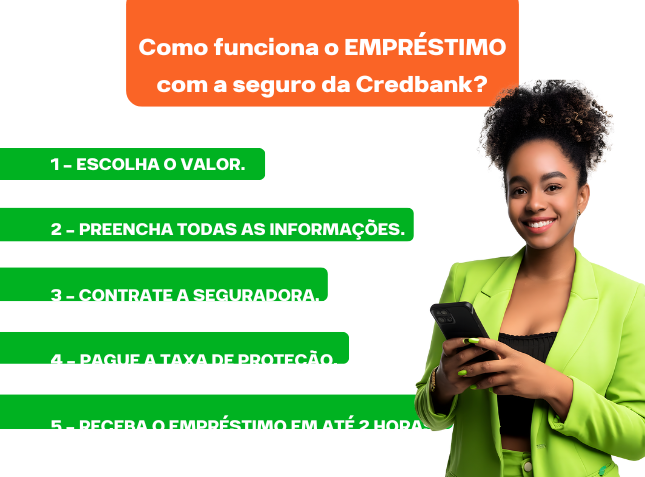 Como funciona o EMPRÉSTIMO
com a seguro da Credbank?
1 - ESCOLHA O VALOR.
2 - PREENCHA TODAS AS INFORMAÇÕES.
3 - CONTRATE A SEGURADORA.
4 - PAGUE A TAXA DE PROTEÇÃO.
5 - RECEBA O EMPRÉSTIMO EM ATÉ 2 HORA